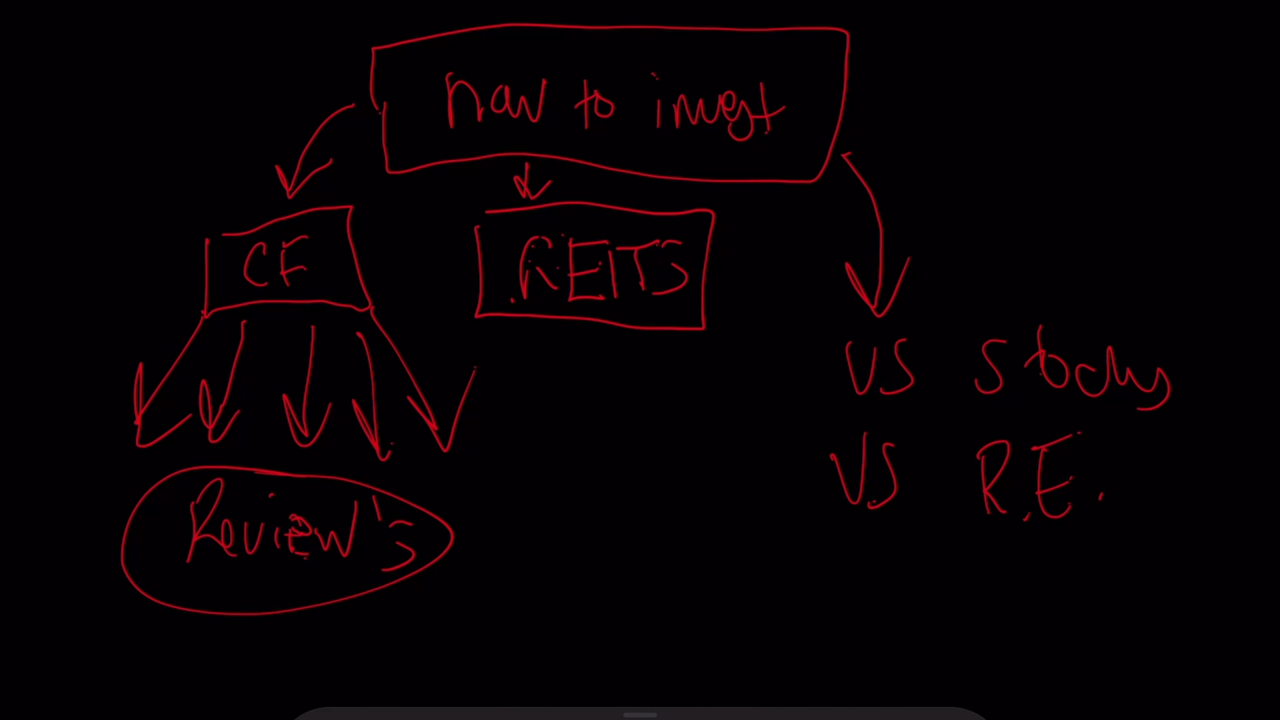 how to invest
CF
REITS
VS Stocks
VS R.E.
Review's